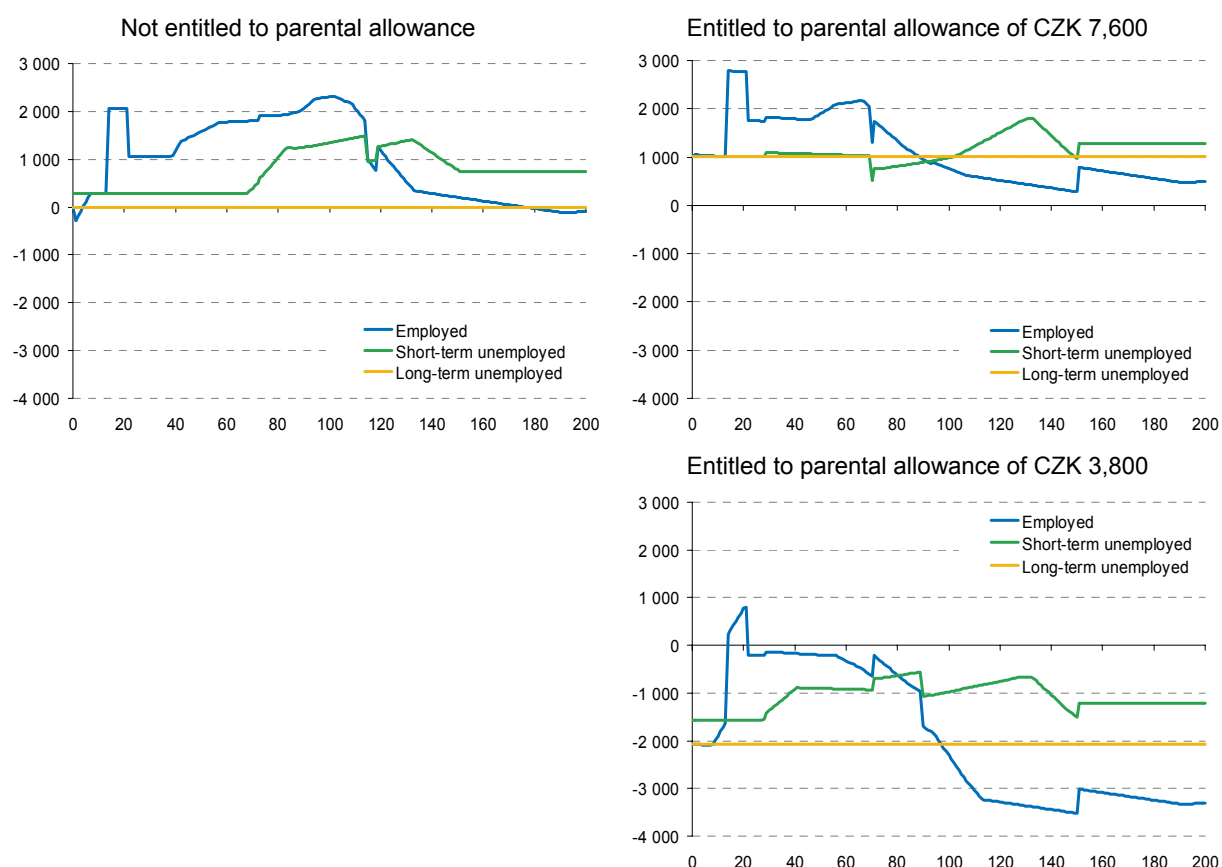 Not entitled to parental allowance
3 000
2 000
1 000
0
-1 000
-2 000
-3 000
-4 000
0 20 40 60 80 100 120 140 160 180 200
Employed
Short-term unemployed
Long-term unemployed
Entitled to parental allowance of CZK 7,600
3 000
2 000
1 000
0
-1 000
-2 000
-3 000
-4 000
0 20 40 60 80 100 120 140 160 180 200
Employed
Short-term unemployed
Long-term unemployed
Entitled to parental allowance of CZK 3,800
3 000
2 000
1 000
0
-1 000
-2 000
-3 000
-4 000
0 20 40 60 80 100 120 140 160 180 200
Employed
Short-term unemployed
Long-term unemployed